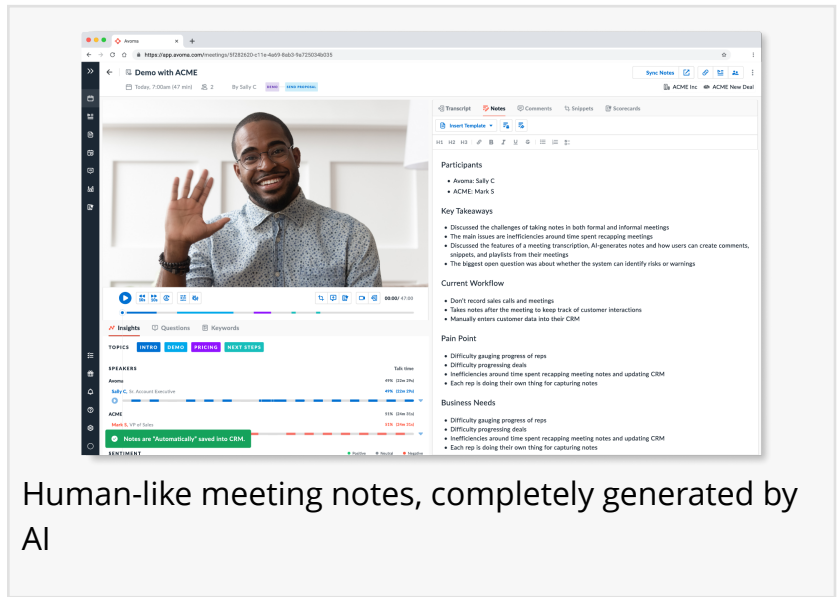 Avoma
https://app.avoma.com/meetings/5f282620-c11e-4a69-8ab3-9a725034b035
Demo with ACME
Sync Notes
Today, 7:00am (47 min) 2 By Sally C DEMO SEND PROPOSAL
ACME Inc ACME New Deal
Transcript Notes Comments Snippets Scorecards
Insert Template
H1 H2 H3 B I U S
Participants
• Avoma: Sally C
• ACME: Mark S
Key Takeaways
• Discussed the challenges of taking notes in both formal and informal meetings
• The main issues are inefficiencies around time spent recapping meetings
• Discussed the features of a meeting transcription, AI-generates notes and how users can create comments,
snippets, and playlists from their meetings
• The biggest open question was about whether the system can identify risks or warnings
Current Workflow
• Don't record sales calls and meetings
• Takes notes after the meeting to keep track of customer interactions
• Manually enters customer data into their CRM
Pain Point
• Difficulty gauging progress of reps
• Difficulty progressing deals
• Inefficiencies around time spent recapping meeting notes and updating CRM
• Each rep is doing their own thing for capturing notes
Business Needs
• Difficulty gauging progress of reps
• Difficulty progressing deals
• Inefficiencies around time spent recapping meeting notes and updating CRM
• Each rep is doing their own thing for capturing notes
00:00/ 47:00
Insights Questions Keywords
TOPICS INTRO DEMO PRICING NEXT STEPS
SPEAKERS Talk time
Avoma 49% (22m 29s)
Sally C, Sr. Account Executive 49% (22m 29s)
ACME 51% (24m 31s)
Mark S, VP of Sales 51% (24m 31s)
Notes are "Automatically" saved into CRM.
SENTIMENT Positive Neutral Negative
Human-like meeting notes, completely generated by
AI